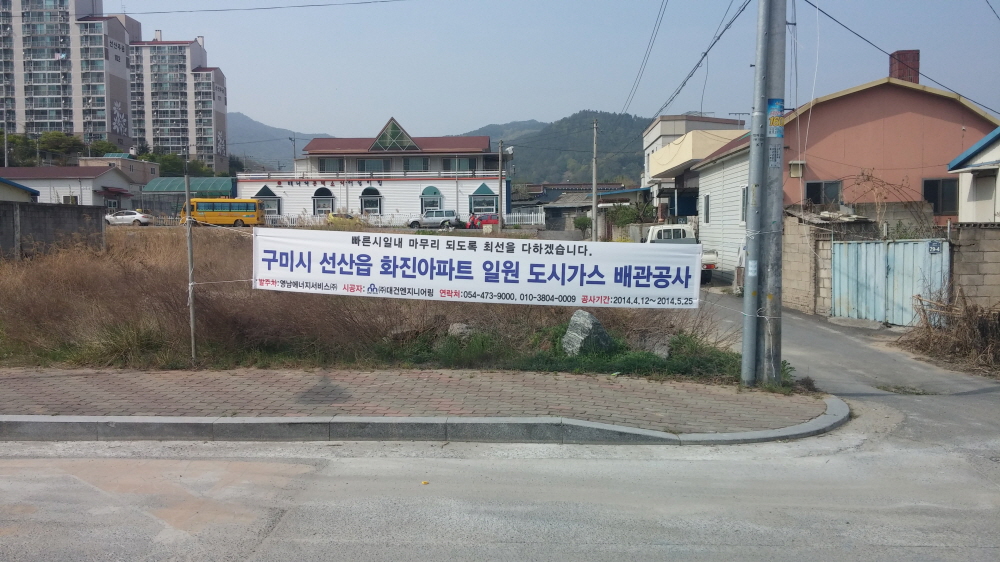 빠른시일내 마무리 되도록 최선을 다하겠습니다.
구미시 선산읍 화진아파트 일원 도시가스 배관공사
발주처:영남에너지서비스㈜ 시공자: ㈜대건엔지니어링 연락처:054-473-9000, 010-3804-0009 공사기간:2014.4.12~2014.5.25